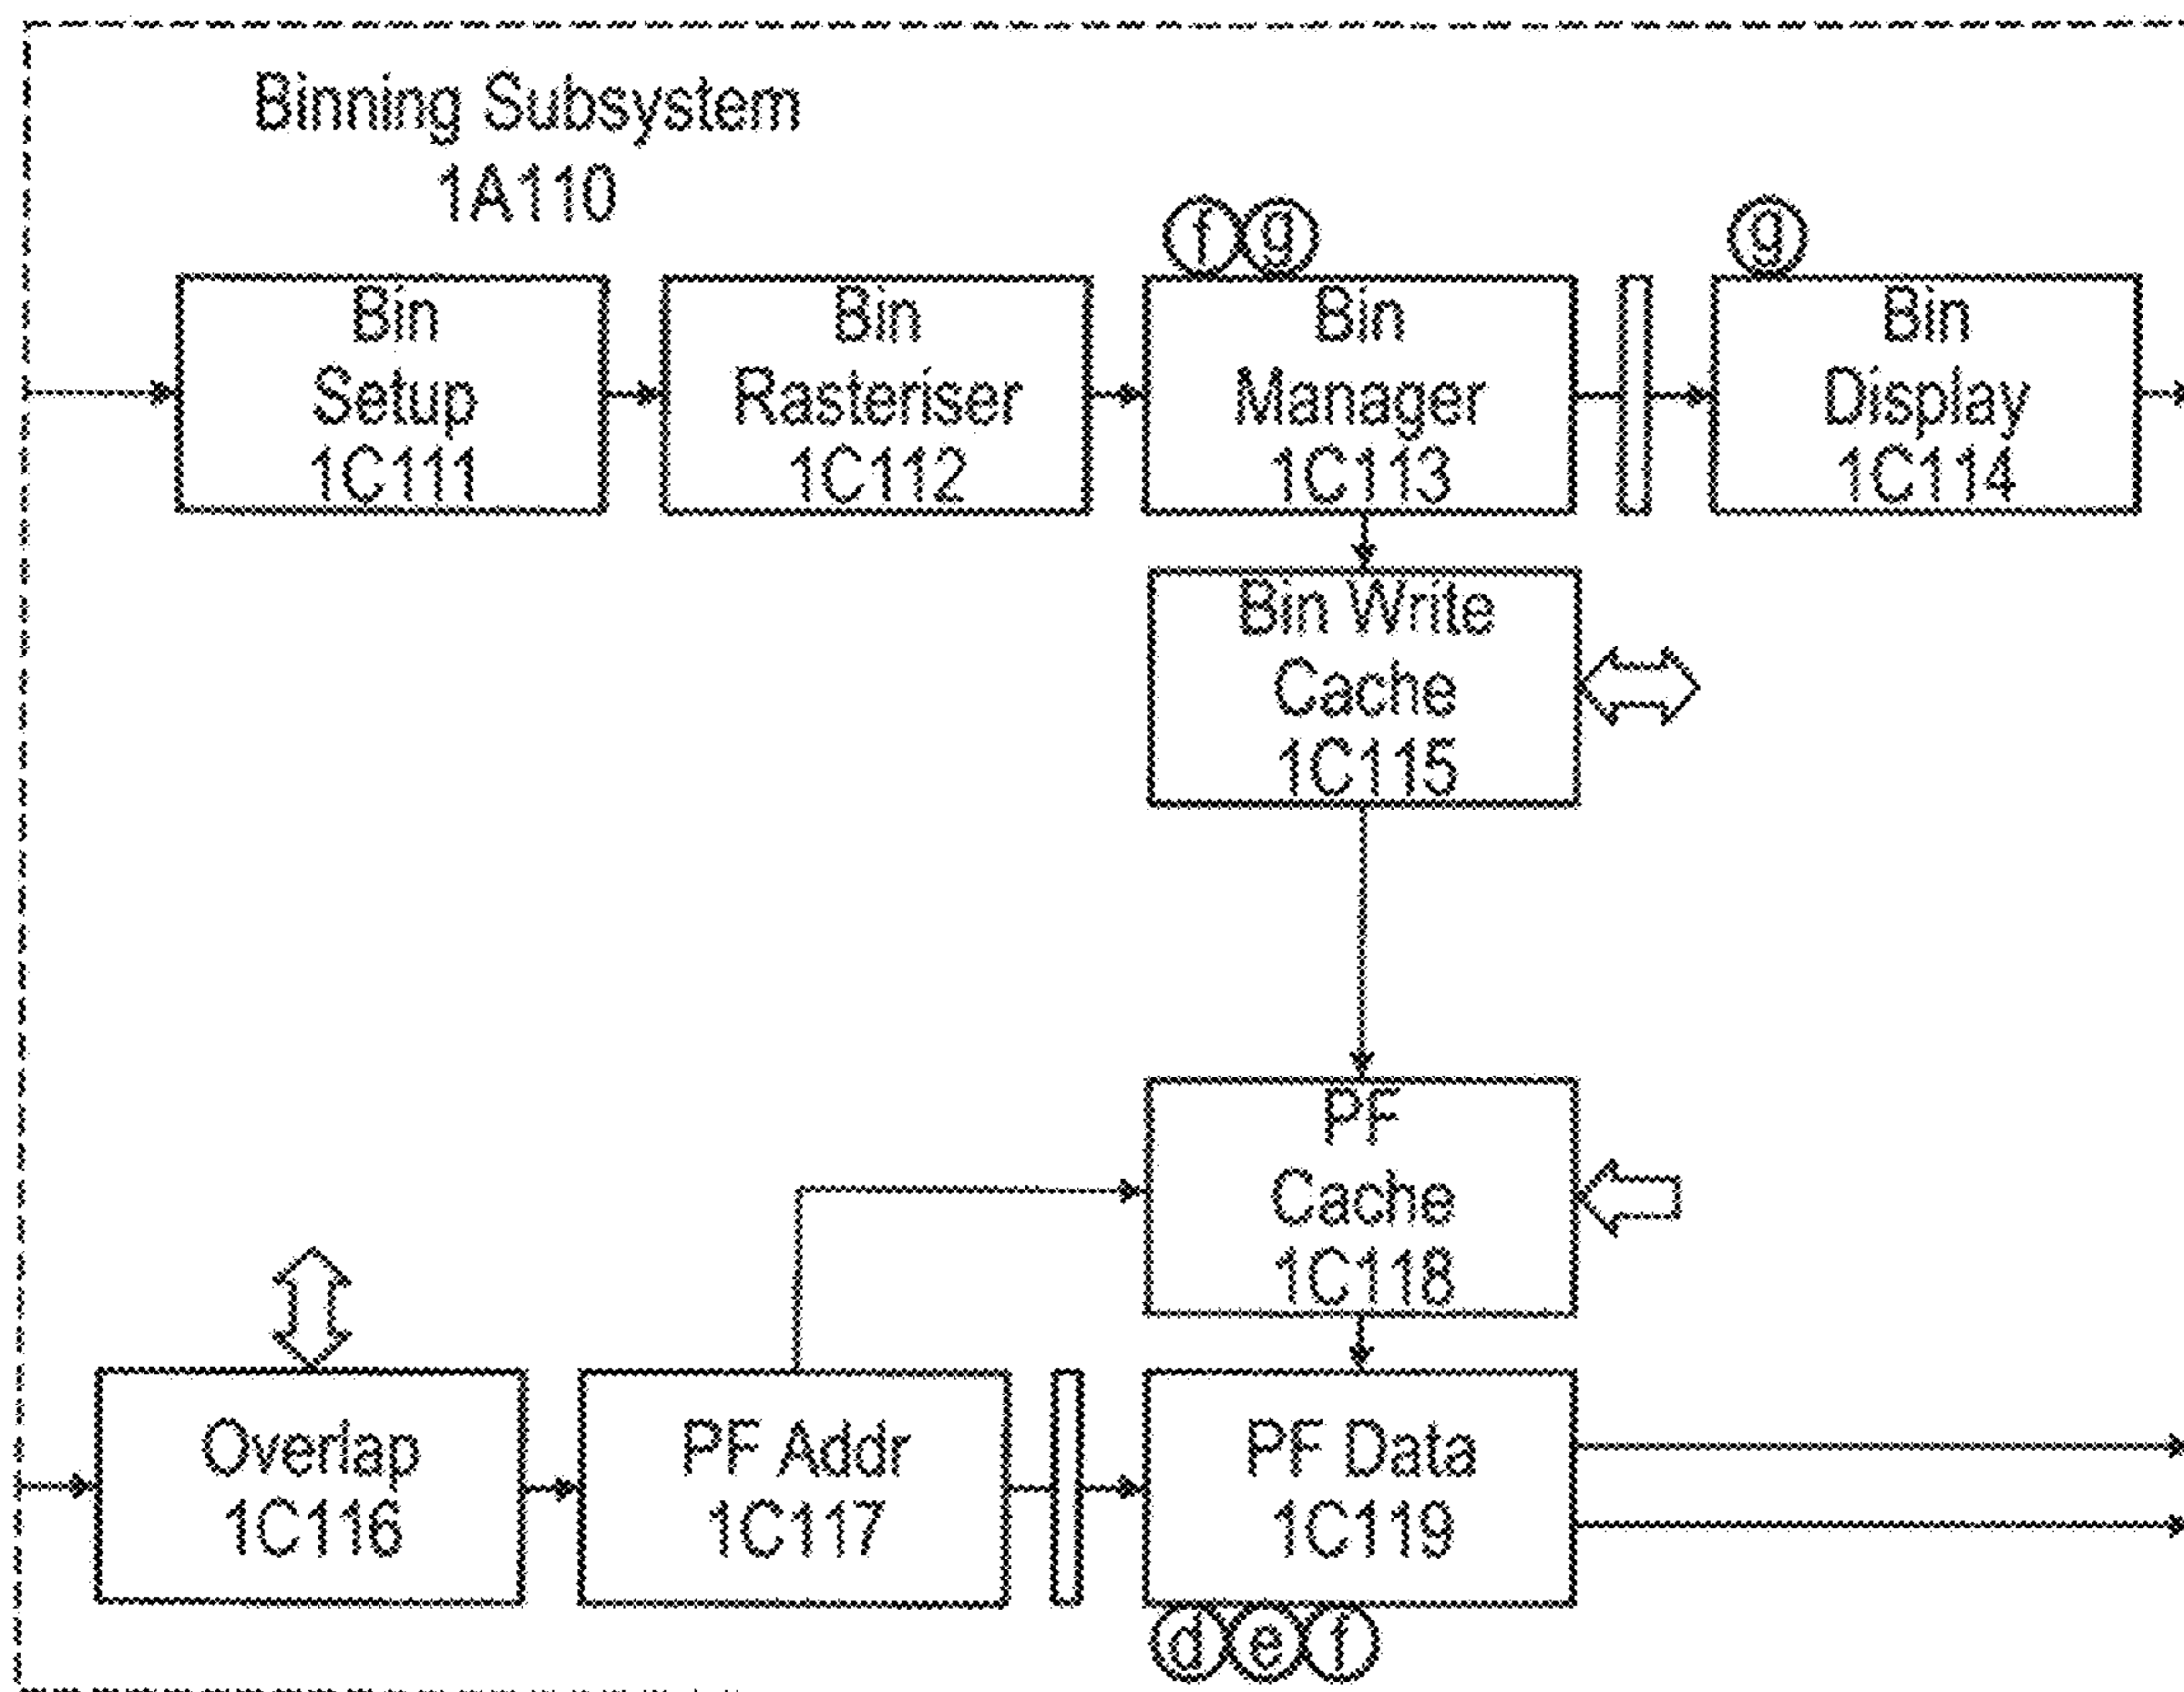 Binning Subsystem
1A110
f g
g
Bin
Setup
1C111
Bin
Rasteriser
1C112
Bin
Manager
1C113
Bin
Display
1C114
Bin Write
Cache
1C115
PF
Cache
1C118
Overlap
1C116
PF Addr
1C117
PF Data
1C119
d e f